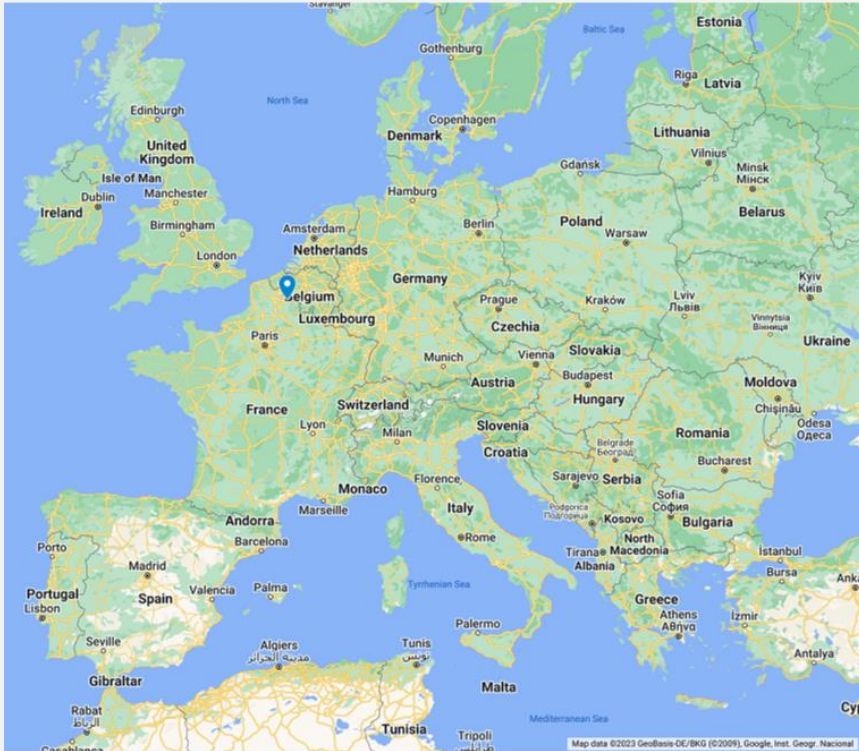 Stavanger
Estonia
Baltic Sea
Gothenburg
North Sea
Riga
Latvia
Edinburgh
Copenhagen
Denmark
Lithuania
United
Kingdom
Vilnius
Minsk
Мінск
Gdańsk
Isle of Man
Hamburg
Manchester
Dublin
Ireland
Belarus
Birmingham
Amsterdam
Berlin
Poland
Warsaw
Netherlands
London
Germany
Kyiv
Київ
Belgium
Prague
Kraków
Lviv
Львів
Luxembourg
Czechia
Vinnytsia
Вінниця
Paris
Ukraine
Munich
Vienna
Slovakia
Budapest
Austria
Moldova
Hungary
Chișinău
France
Switzerland
Lyon
Slovenia
Odesa
Одеса
Milan
Croatia
Romania
Belgrade
Београд
Bucharest
Florence
Sarajevo
Serbia
Monaco
Sofia
София
Marseille
Italy
Podgorica
Подгорица
Kosovo
Bulgaria
Andorra
Barcelona
Rome
North
Macedonia
Tirana
Albania
İstanbul
Bursa
Porto
Madrid
Portugal
Spain
Valencia
Palma
Tyrrhenian Sea
Greece
Athens
Αθήνα
İzmir
Ank
Lisbon
Seville
Palermo
Algiers
مدينة الجزائر
Tunis
تونس
Antalya
Gibraltar
Malta
Rabat
الرباط
Cyp
Tunisia
Mediterranean Sea
Tripoli
طرابلس
Casablanca
Map data ©2023 GeoBasis-DE/BKG (©2009), Google, Inst. Geogr. Nacional